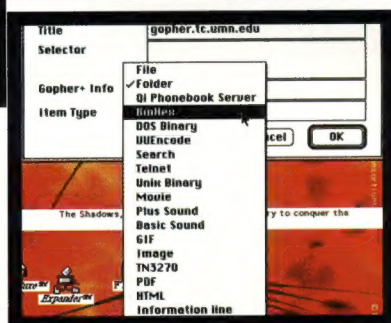 Title gopher.tc.umn.edu
Selector
Gopher+ Info
Item Type
File
✓Folder
Qi Phonebook Server
BinHex
DOS Binary
UUEncode
Search
Telnet
Unix Binary
Movie
Plus Sound
Basic Sound
GIF
Image
TN3270
PDF
HTML
Information line
cel OK
The Shadows, ry to conquer the
Expander™